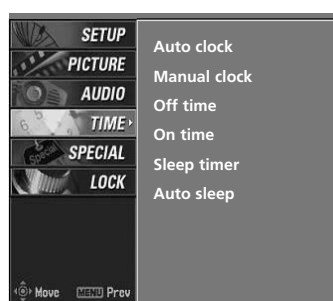 SETUP
PICTURE
AUDIO
TIME
SPECIAL
LOCK
Move MENU Prev
Auto clock
Manual clock
Off time
On time
Sleep timer
Auto sleep